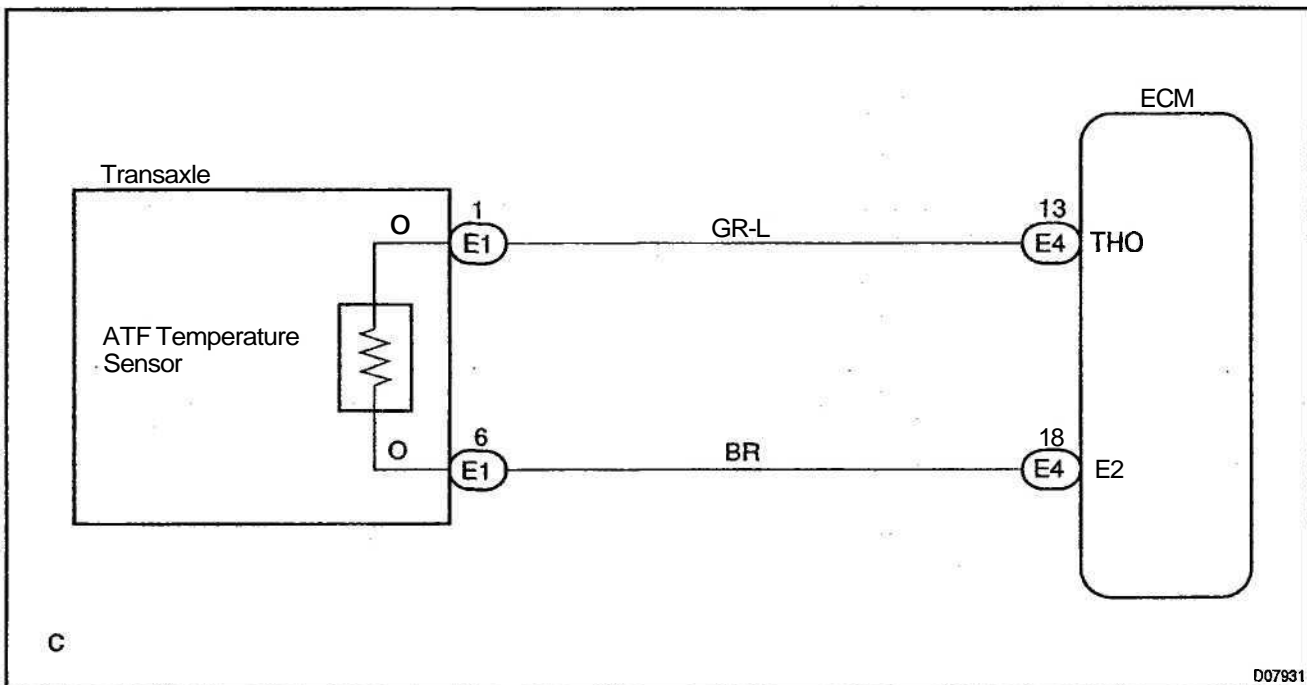 ECM
Transaxle
O
1
E1
GR-L
13
E4
THO
ATF Temperature
Sensor
O
6
E1
BR
18
E4
E2
C
D07931